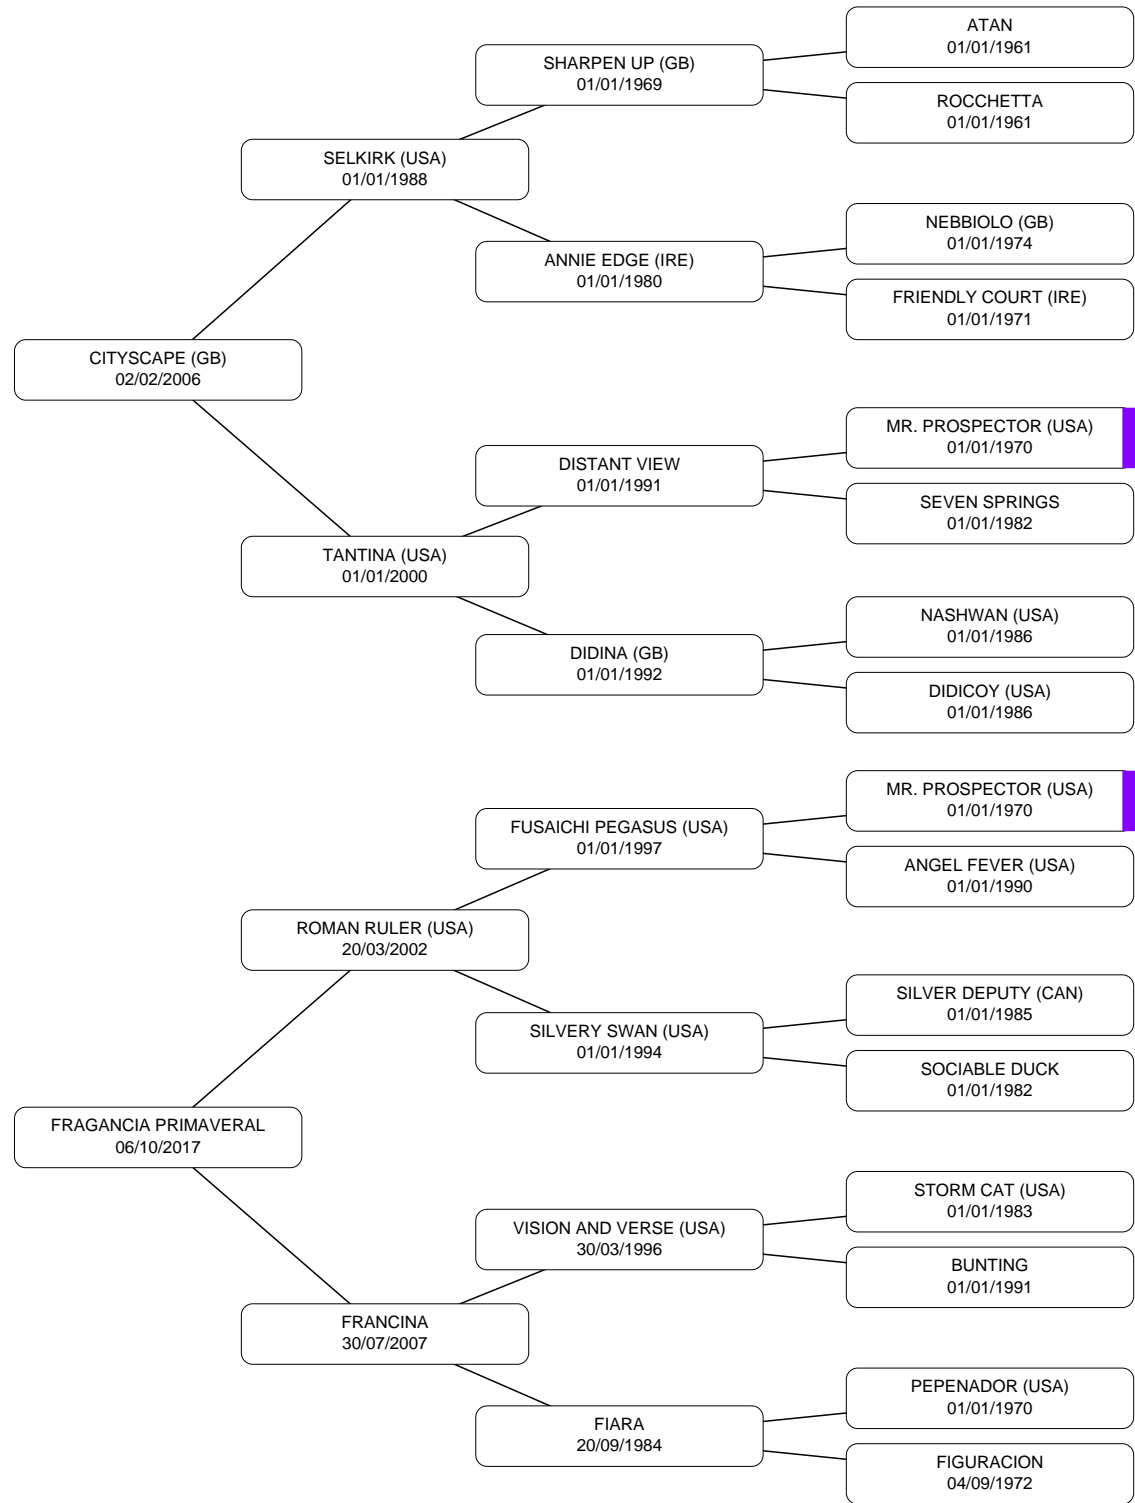 ATAN
01/01/1961
SHARPEN UP (GB)
01/01/1969
ROCCHETTA
01/01/1961
SELKIRK (USA)
01/01/1988
NEBBIOLO (GB)
01/01/1974
ANNIE EDGE (IRE)
01/01/1980
FRIENDLY COURT (IRE)
01/01/1971
CITYSCAPE (GB)
02/02/2006
MR. PROSPECTOR (USA)
01/01/1970
DISTANT VIEW
01/01/1991
SEVEN SPRINGS
01/01/1982
TANTINA (USA)
01/01/2000
NASHWAN (USA)
01/01/1986
DIDINA (GB)
01/01/1992
DIDICOY (USA)
01/01/1986
MR. PROSPECTOR (USA)
01/01/1970
FUSAICHI PEGASUS (USA)
01/01/1997
ANGEL FEVER (USA)
01/01/1990
ROMAN RULER (USA)
20/03/2002
SILVER DEPUTY (CAN)
01/01/1985
SILVERY SWAN (USA)
01/01/1994
SOCIABLE DUCK
01/01/1982
FRAGANCIA PRIMAVERAL
06/10/2017
STORM CAT (USA)
01/01/1983
VISION AND VERSE (USA)
30/03/1996
BUNTING
01/01/1991
FRANCINA
30/07/2007
PEPENADOR (USA)
01/01/1970
FIARA
20/09/1984
FIGURACION
04/09/1972